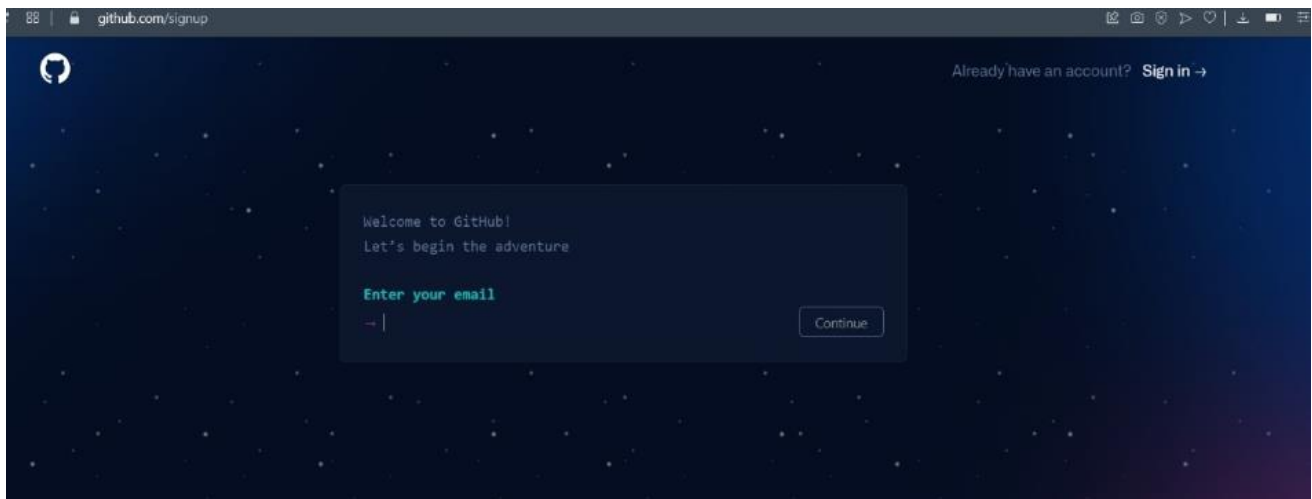 github.com/signup
Already have an account? Sign in →
Welcome to GitHub!
Let's begin the adventure
Enter your email
→
Continue